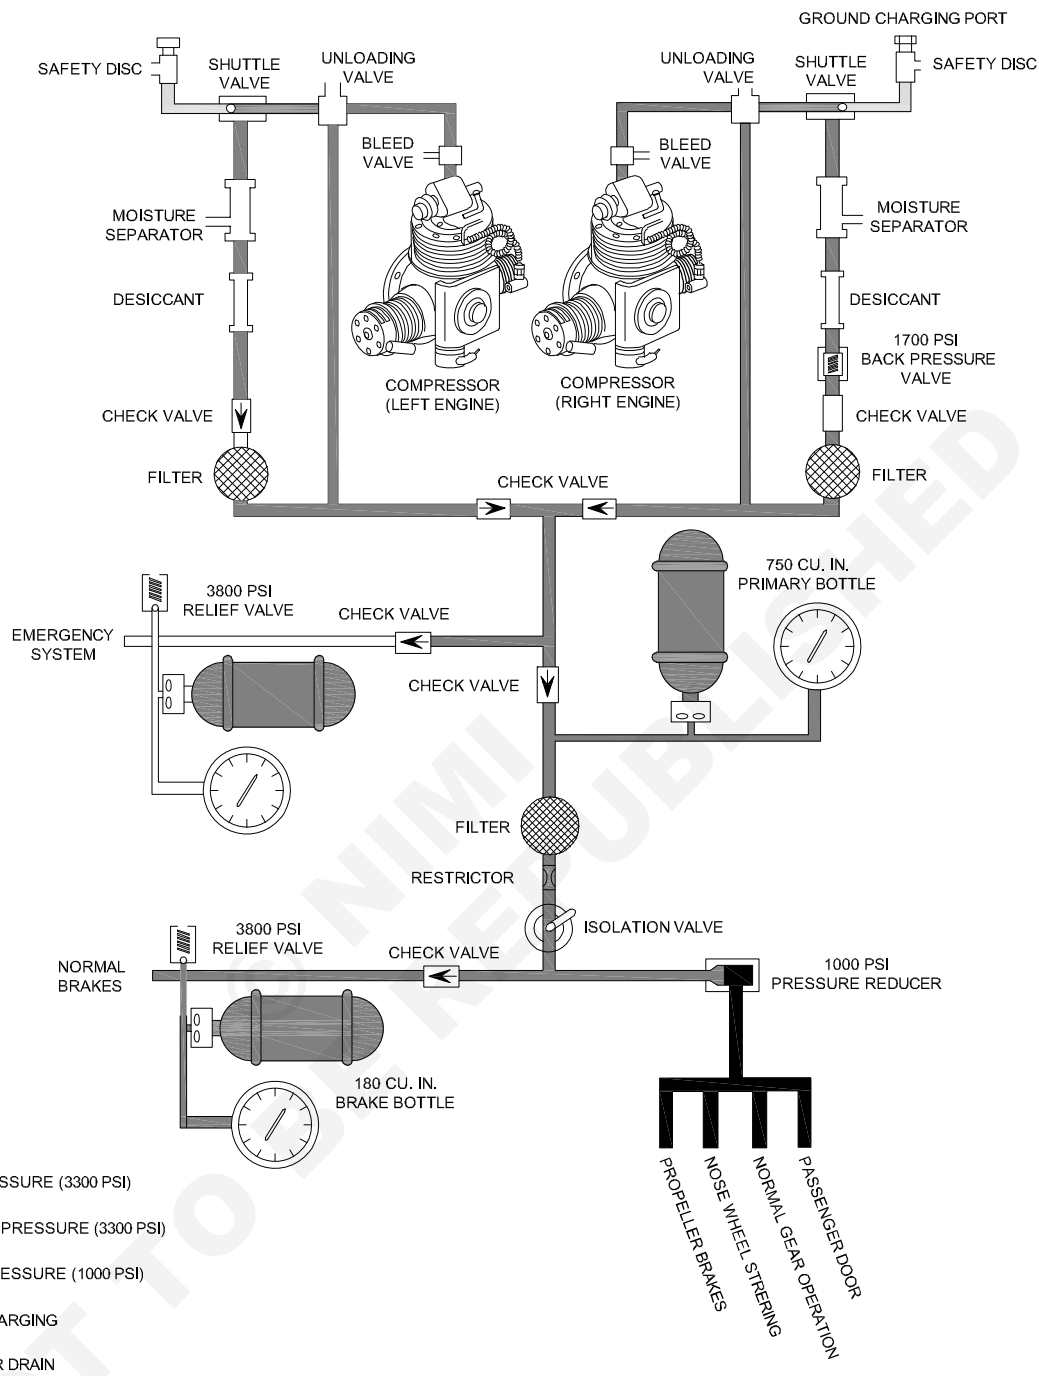 GROUND CHARGING PORT
SAFETY DISC
SHUTTLE
VALVE
UNLOADING
VALVE
UNLOADING
VALVE
SHUTTLE
VALVE
SAFETY DISC
BLEED
VALVE
BLEED
VALVE
MOISTURE
SEPARATOR
MOISTURE
SEPARATOR
DESICCANT
DESICCANT
1700 PSI
BACK PRESSURE
VALVE
COMPRESSOR
(LEFT ENGINE)
COMPRESSOR
(RIGHT ENGINE)
CHECK VALVE
CHECK VALVE
FILTER
FILTER
CHECK VALVE
3800 PSI
RELIEF VALVE
CHECK VALVE
750 CU. IN.
PRIMARY BOTTLE
EMERGENCY
SYSTEM
CHECK VALVE
FILTER
RESTRICTOR
ISOLATION VALVE
3800 PSI
RELIEF VALVE
CHECK VALVE
NORMAL
BRAKES
1000 PSI
PRESSURE REDUCER
180 CU. IN.
BRAKE BOTTLE
PROPELLER BRAKES
NOSE WHEEL STRERING
NORMAL GEAR OPERATION
PASSENGER DOOR
SSURE (3300 PSI)
PRESSURE (3300 PSI)
ESSURE (1000 PSI)
ARGING
R DRAIN
© NIMI
T TO BE REPUBLISHED